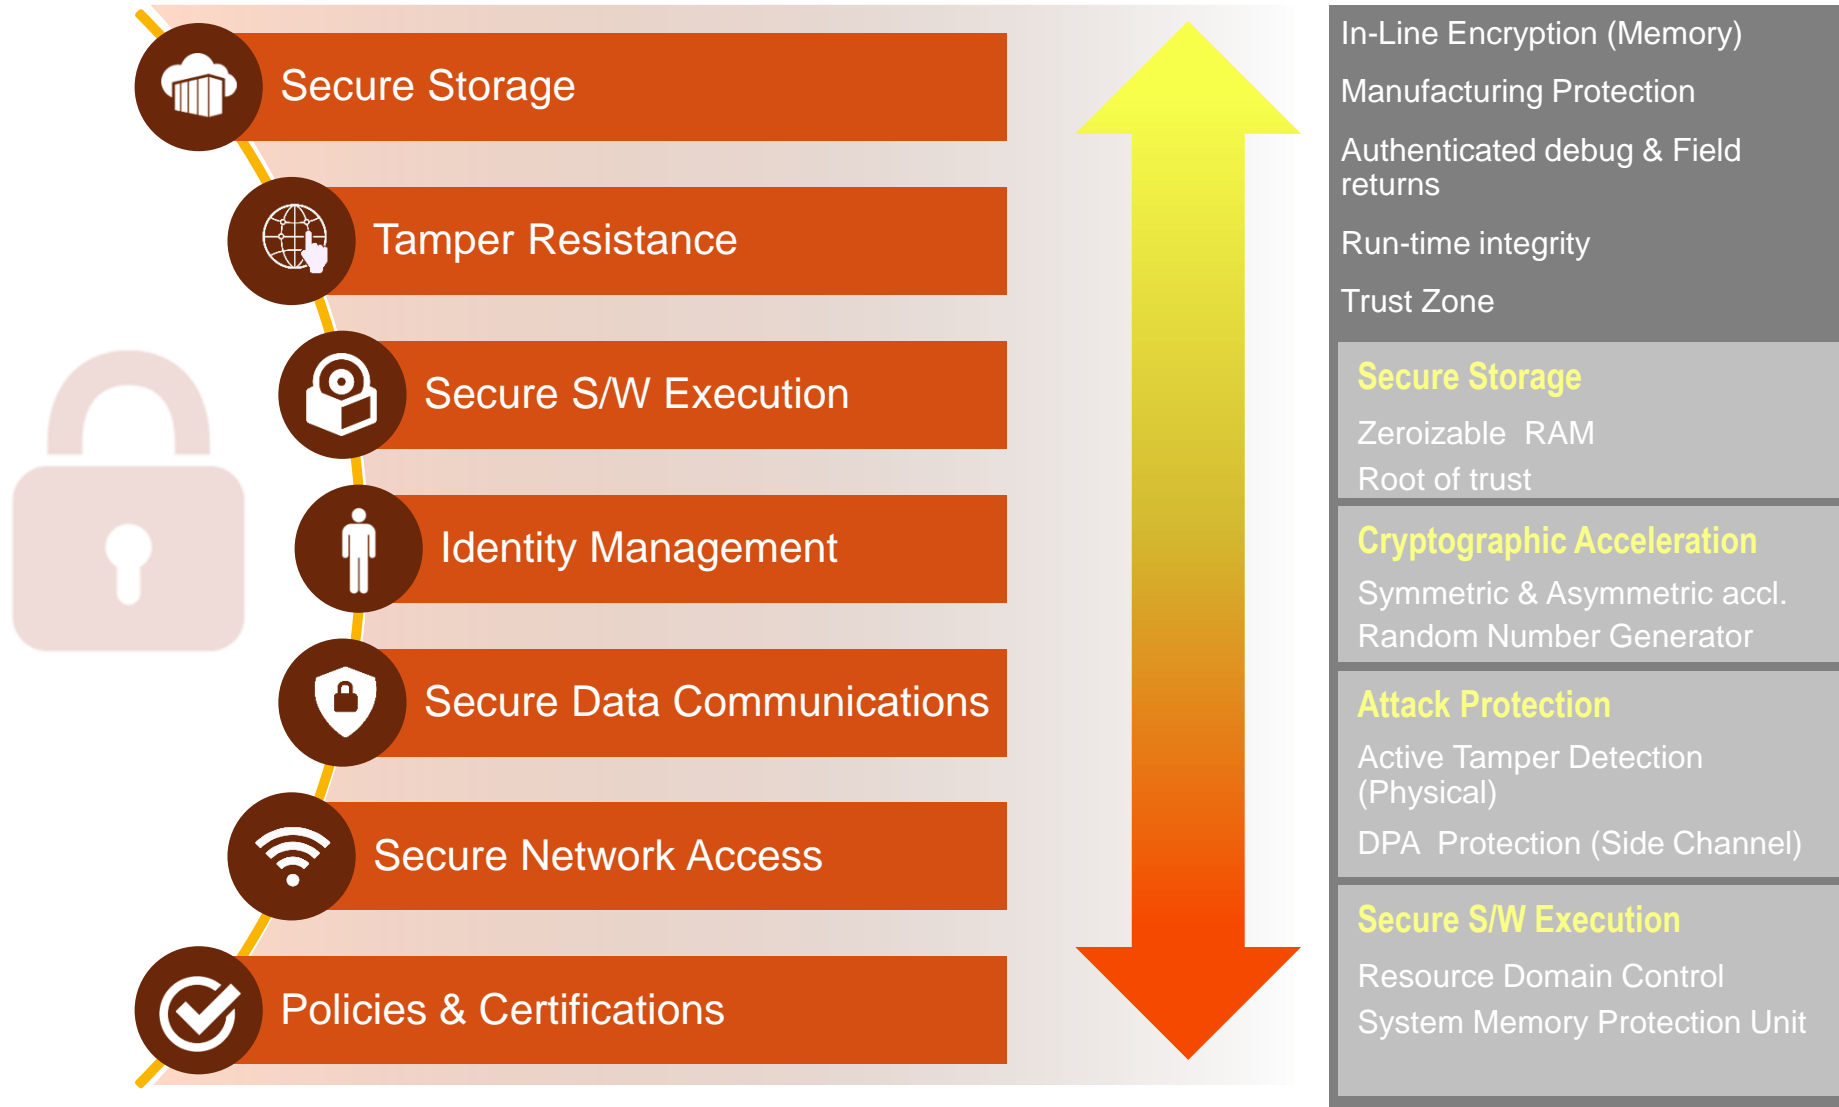 Secure Storage
Tamper Resistance
Secure S/W Execution
Identity Management
Secure Data Communications
Secure Network Access
Policies & Certifications
In-Line Encryption (Memory)
Manufacturing Protection
Authenticated debug & Field
returns
Run-time integrity
Trust Zone
Secure Storage
Zeroizable RAM
Root of trust
Cryptographic Acceleration
Symmetric & Asymmetric accl.
Random Number Generator
Attack Protection
Active Tamper Detection
(Physical)
DPA Protection (Side Channel)
Secure S/W Execution
Resource Domain Control
System Memory Protection Unit